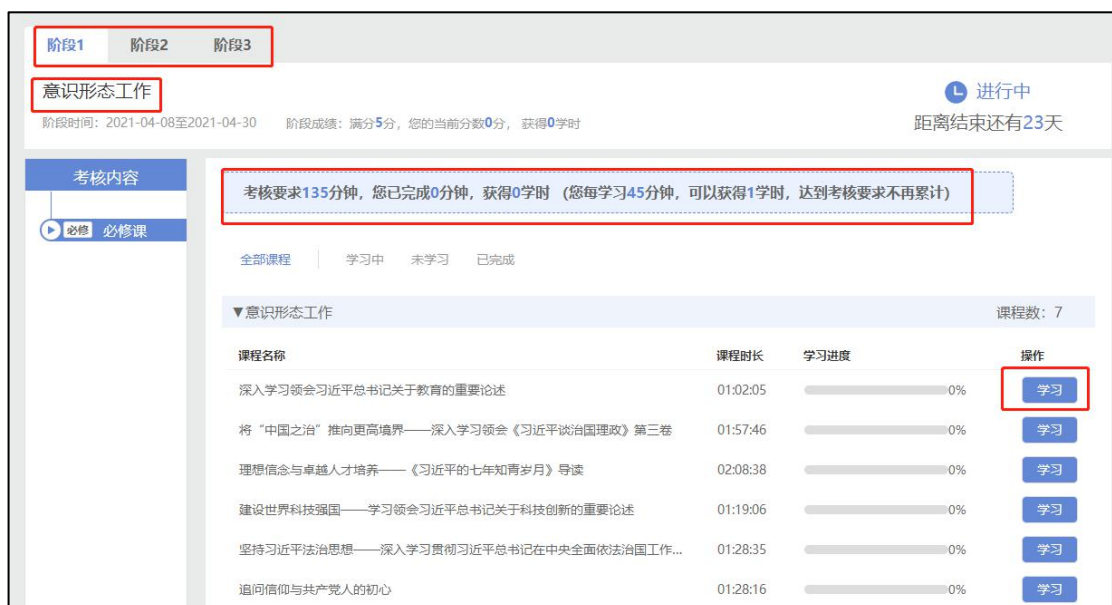 阶段1 阶段2 阶段3
意识形态工作
进行中
阶段时间：2021-04-08至2021-04-30 阶段成绩：满分5分，您的当前分数0分， 获得0学时
距离结束还有23天
考核内容
必修 必修课
考核要求135分钟，您已完成0分钟，获得0学时 （您每学习45分钟，可以获得1学时，达到考核要求不再累计）
全部课程 学习中 未学习 已完成
▼意识形态工作 课程数：7
课程名称 课程时长 学习进度 操作
深入学习领会习近平总书记关于教育的重要论述 01:02:05 0% 学习
将“中国之治”推向更高境界——深入学习领会《习近平谈治国理政》第三卷 01:57:46 0% 学习
理想信念与卓越人才培养——《习近平的七年知青岁月》导读 02:08:38 0% 学习
建设世界科技强国——学习领会习近平总书记关于科技创新的重要论述 01:19:06 0% 学习
坚持习近平法治思想——深入学习贯彻习近平总书记在中央全面依法治国工作... 01:28:35 0% 学习
追问信仰与共产党人的初心 01:28:16 0% 学习